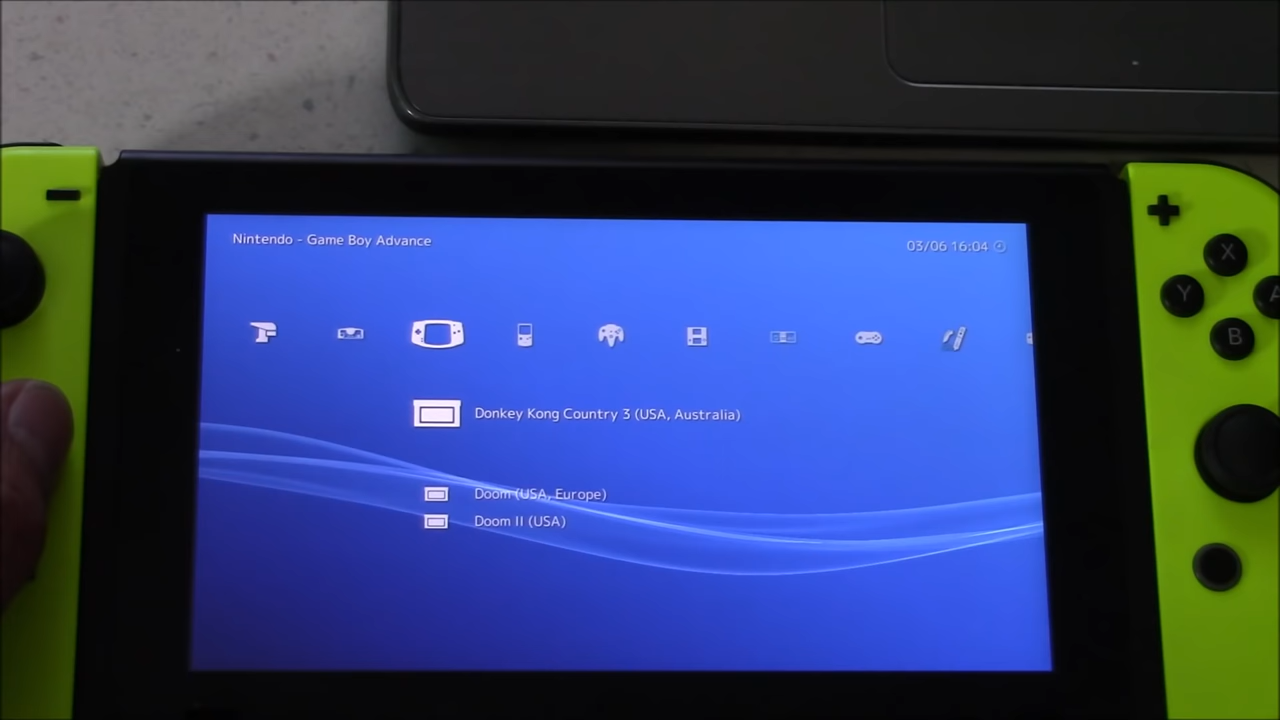 Nintendo - Game Boy Advance
03/06 16:04
Donkey Kong Country 3 (USA, Australia)
Doom (USA, Europe)
Doom II (USA)
X
Y
A
B